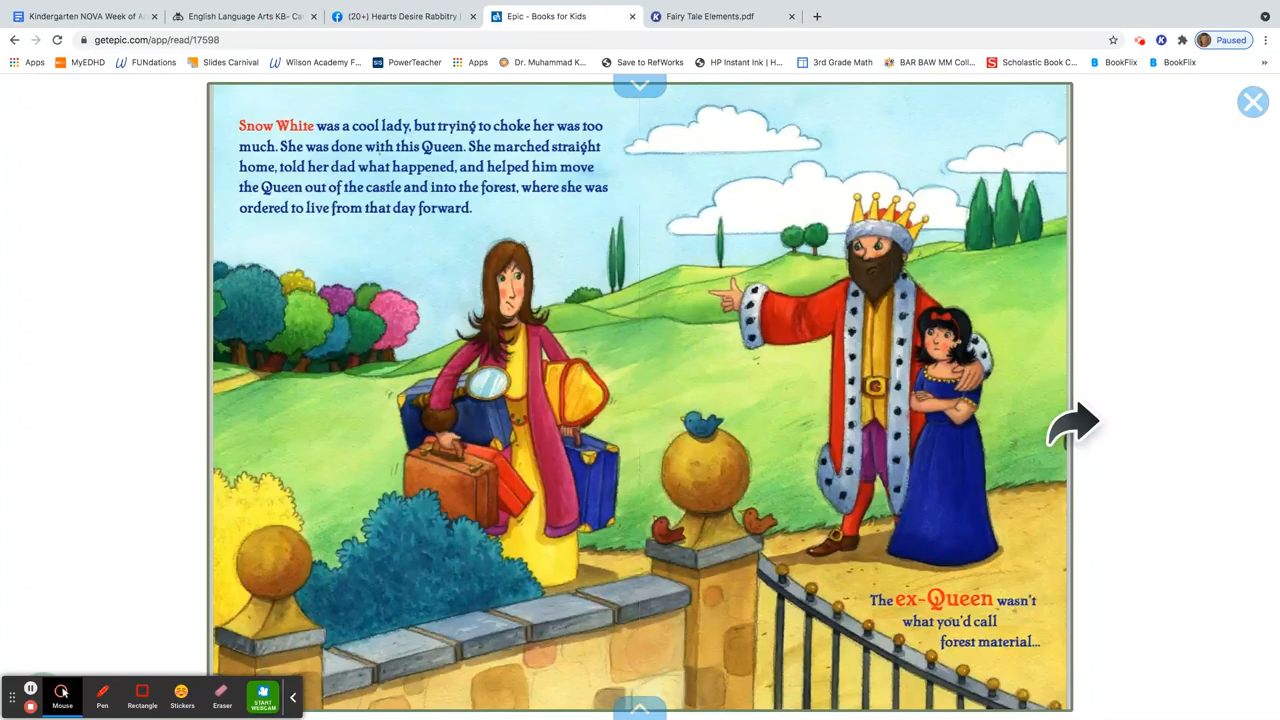 Kindergarten NOVA Week of A
English Language Arts KB- Ca
(20+) Hearts Desire Rabbitry |
Epic - Books for Kids
Fairy Tale Elements.pdf
getepic.com/app/read/17598
Paused
Apps
MyEDHD
FUNdations
Slides Carnival
Wilson Academy F...
PowerTeacher
Apps
Dr. Muhammad K...
Save to RefWorks
HP Instant Ink | H...
3rd Grade Math
BAR BAW MM Coll...
Scholastic Book C...
BookFlix
BookFlix
Snow White was a cool lady, but trying to choke her was too
much. She was done with this Queen. She marched straight
home, told her dad what happened, and helped him move
the Queen out of the castle and into the forest, where she was
ordered to live from that day forward.
The ex-Queen wasn't
what you'd call
forest material...
Mouse
Pen
Rectangle
Stickers
Eraser
START
WEBCAM